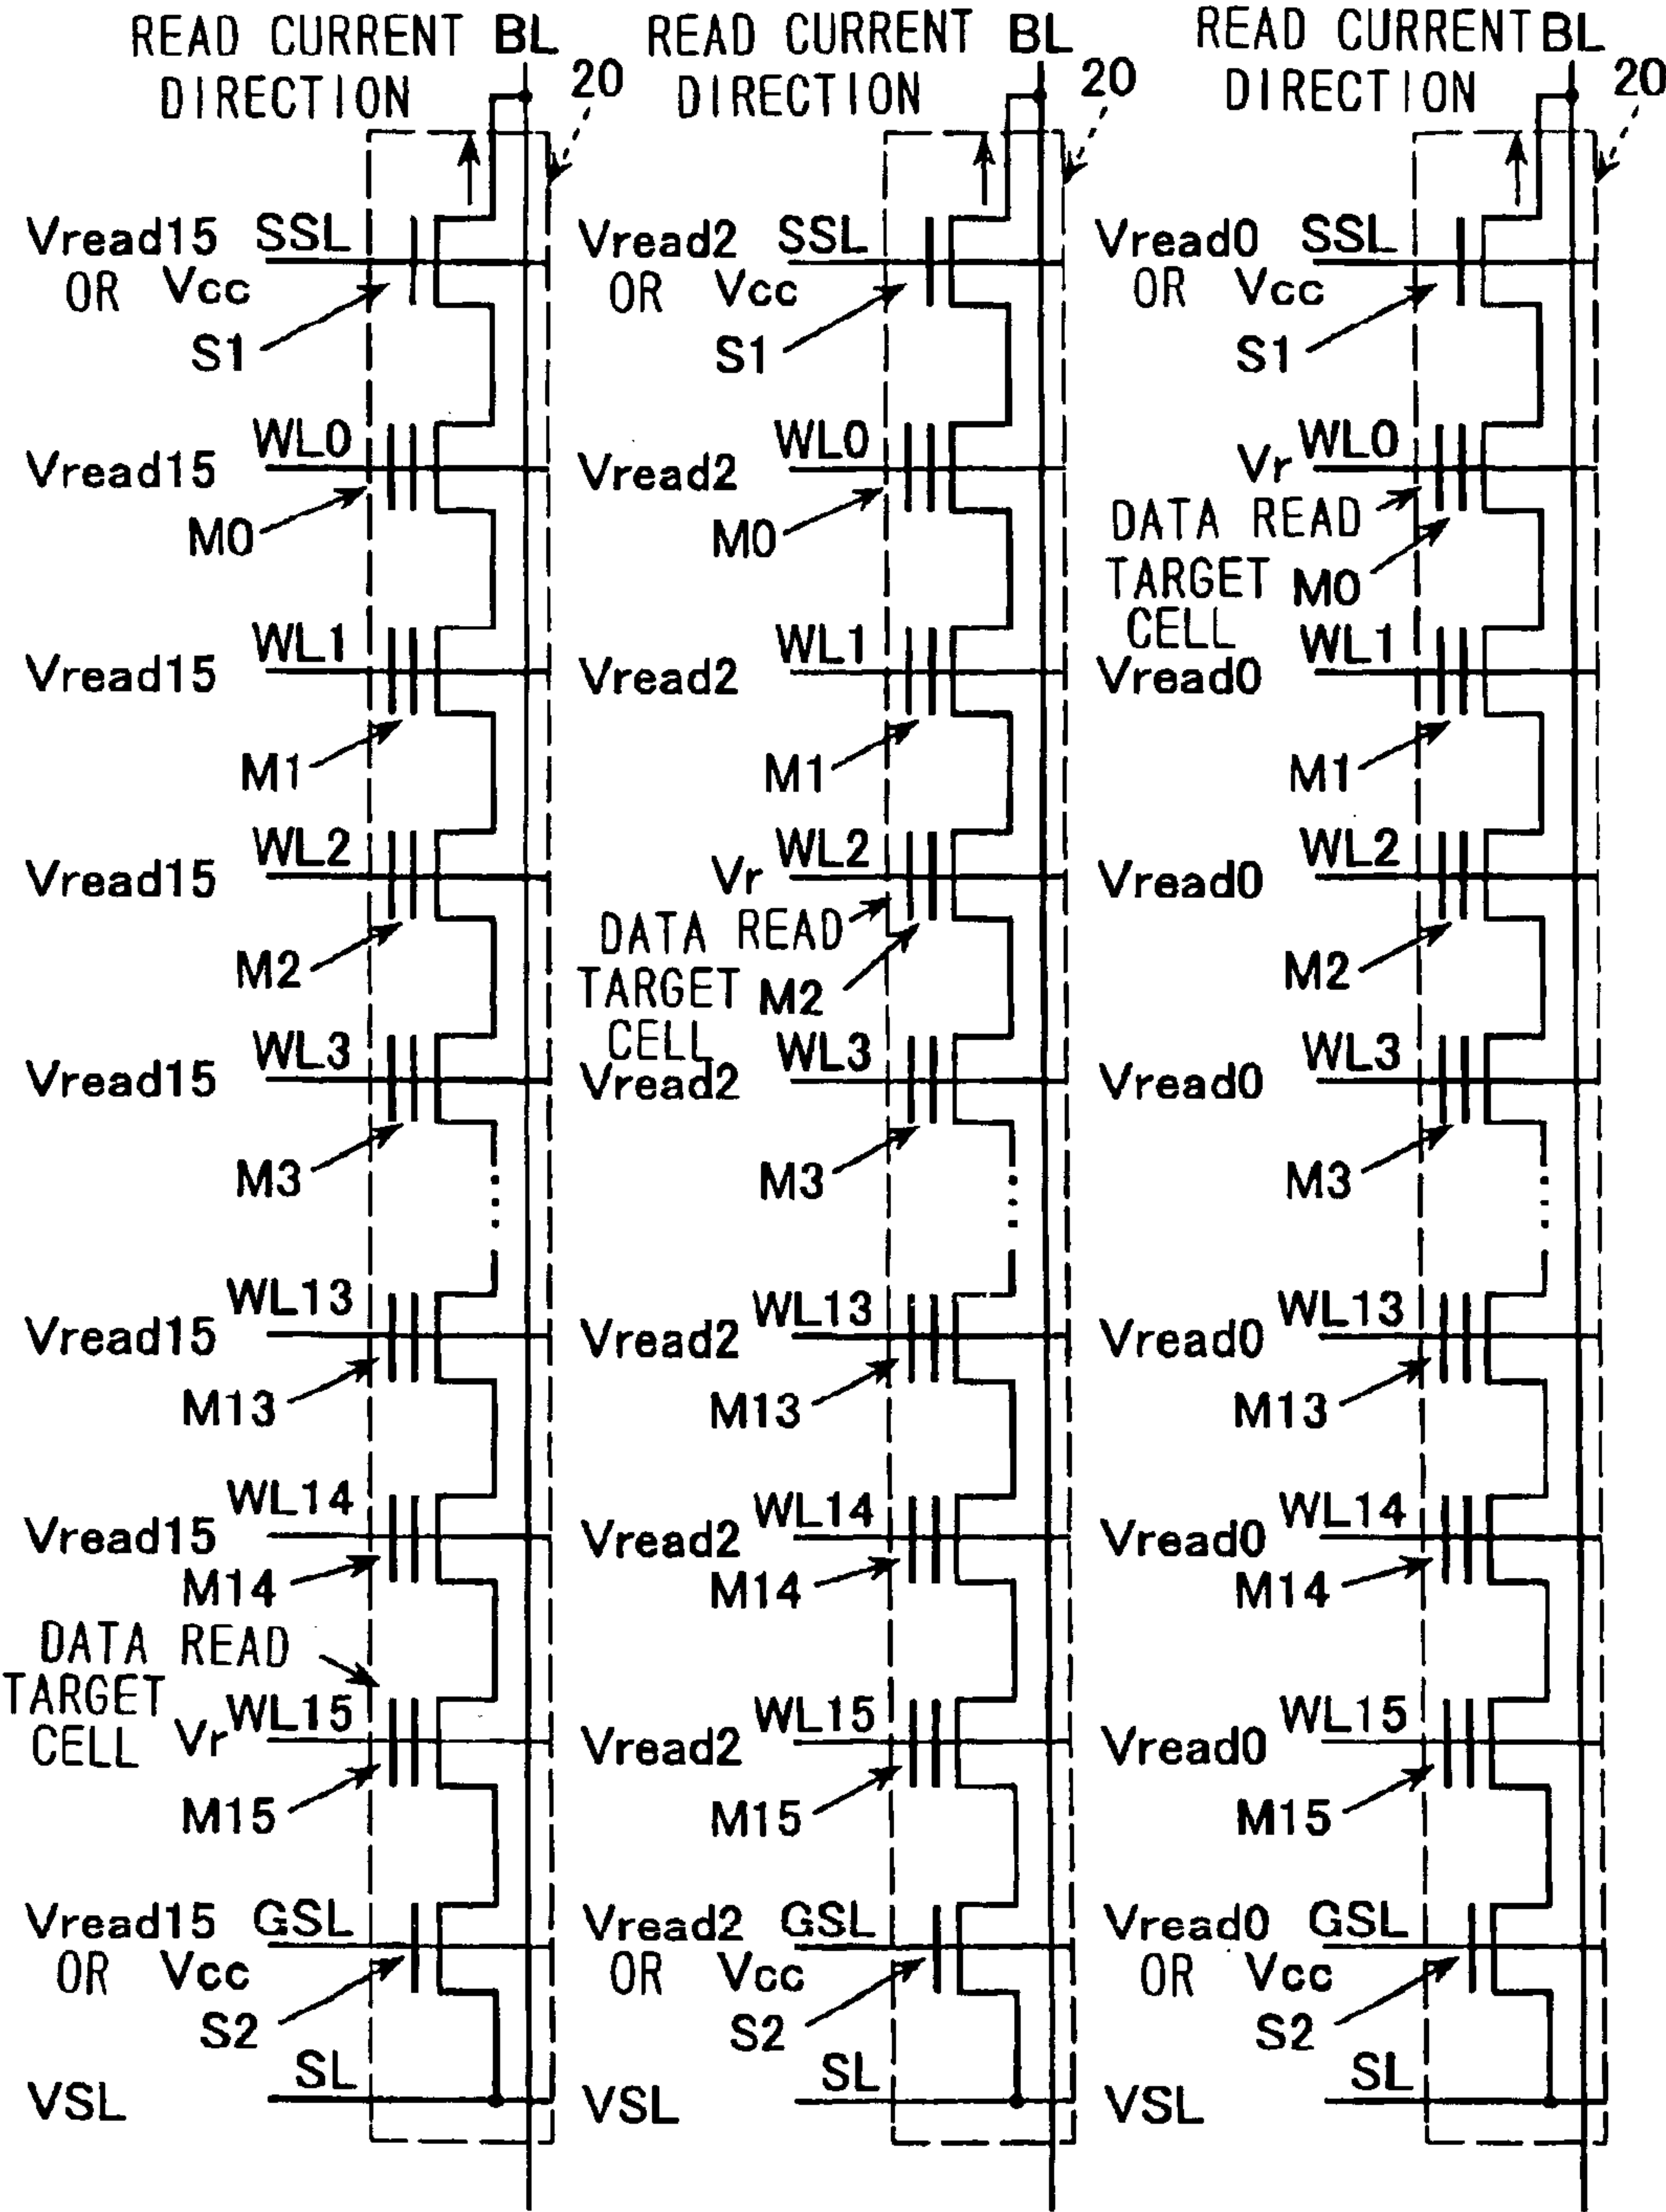 READ CURRENT BL
DIRECTION
20
Vread15 SSL
OR Vcc
S1
Vread15 WL0
M0
Vread15 WL1
M1
Vread15 WL2
M2
Vread15 WL3
M3
Vread15 WL13
M13
Vread15 WL14
M14
DATA READ
TARGET
CELL
Vr WL15
M15
Vread15 GSL
OR Vcc
S2
SL
VSL
READ CURRENT BL
DIRECTION
20
Vread2 SSL
OR Vcc
S1
Vread2 WL0
M0
Vread2 WL1
M1
Vr WL2
DATA READ
TARGET
CELL
M2
Vread2 WL3
M3
Vread2 WL13
M13
Vread2 WL14
M14
Vread2 WL15
M15
Vread2 GSL
OR Vcc
S2
SL
VSL
READ CURRENT BL
DIRECTION
20
Vread0 SSL
OR Vcc
S1
Vr WL0
DATA READ
TARGET
CELL
M0
Vread0 WL1
M1
Vread0 WL2
M2
Vread0 WL3
M3
Vread0 WL13
M13
Vread0 WL14
M14
Vread0 WL15
M15
Vread0 GSL
OR Vcc
S2
SL
VSL